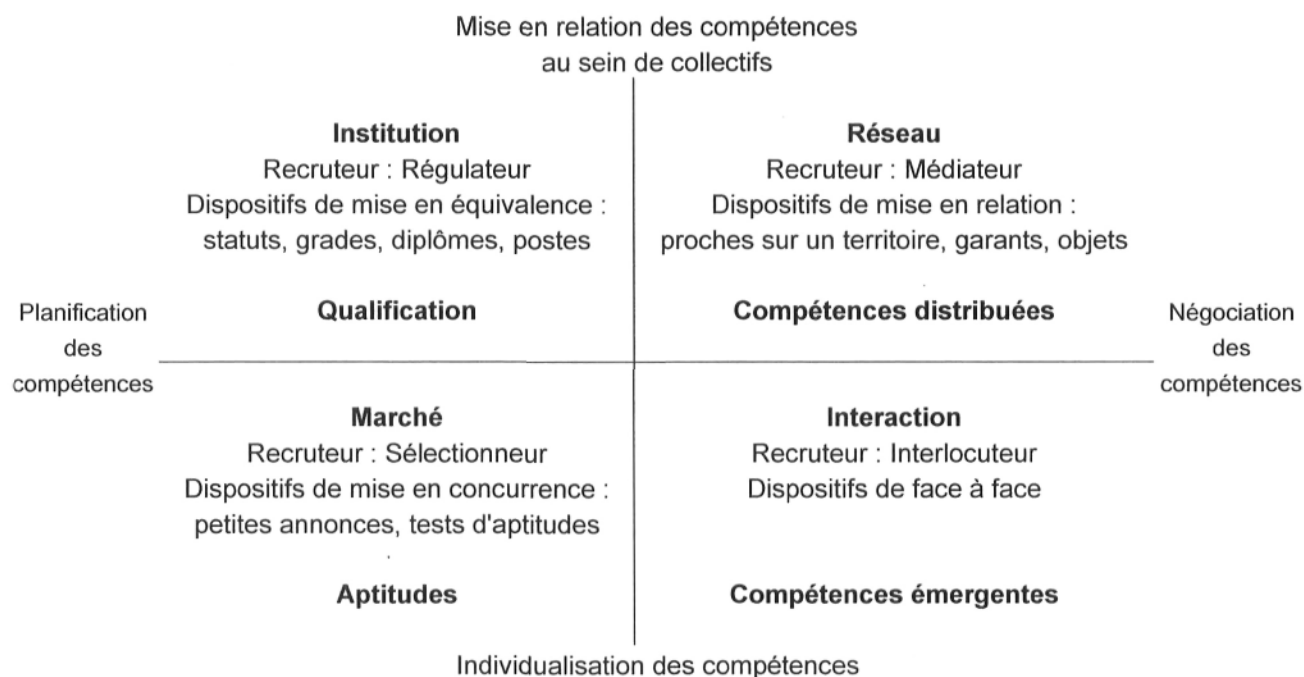 Mise en relation des compétences
au sein de collectifs
Institution
Recruteur : Régulateur
Dispositifs de mise en équivalence :
statuts, grades, diplômes, postes
Qualification
Réseau
Recruteur : Médiateur
Dispositifs de mise en relation :
proches sur un territoire, garants, objets
Compétences distribuées
Planification
des
compétences
Négociation
des
compétences
Marché
Recruteur : Sélectionneur
Dispositifs de mise en concurrence :
petites annonces, tests d'aptitudes
Aptitudes
Interaction
Recruteur : Interlocuteur
Dispositifs de face à face
Compétences émergentes
Individualisation des compétences